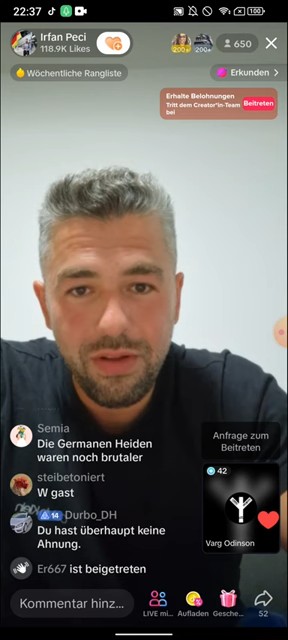 22:37
100
Irfan Peci
118.9K Likes
200+
200+
650
Wöchentliche Rangliste
Erkunden >
Erhalte Belohnungen
Tritt dem Creator*in-Team
bei
Beitreten
Semia
Die Germanen Heiden
waren noch brutaler
steibetoniert
W gast
14 Durbo_DH
Du hast überhaupt keine
Ahnung.
Er667 ist beigetreten
Anfrage zum
Beitreten
42
Varg Odinson
Kommentar hinz...
LIVE mi...
Aufladen
Gesche...
52